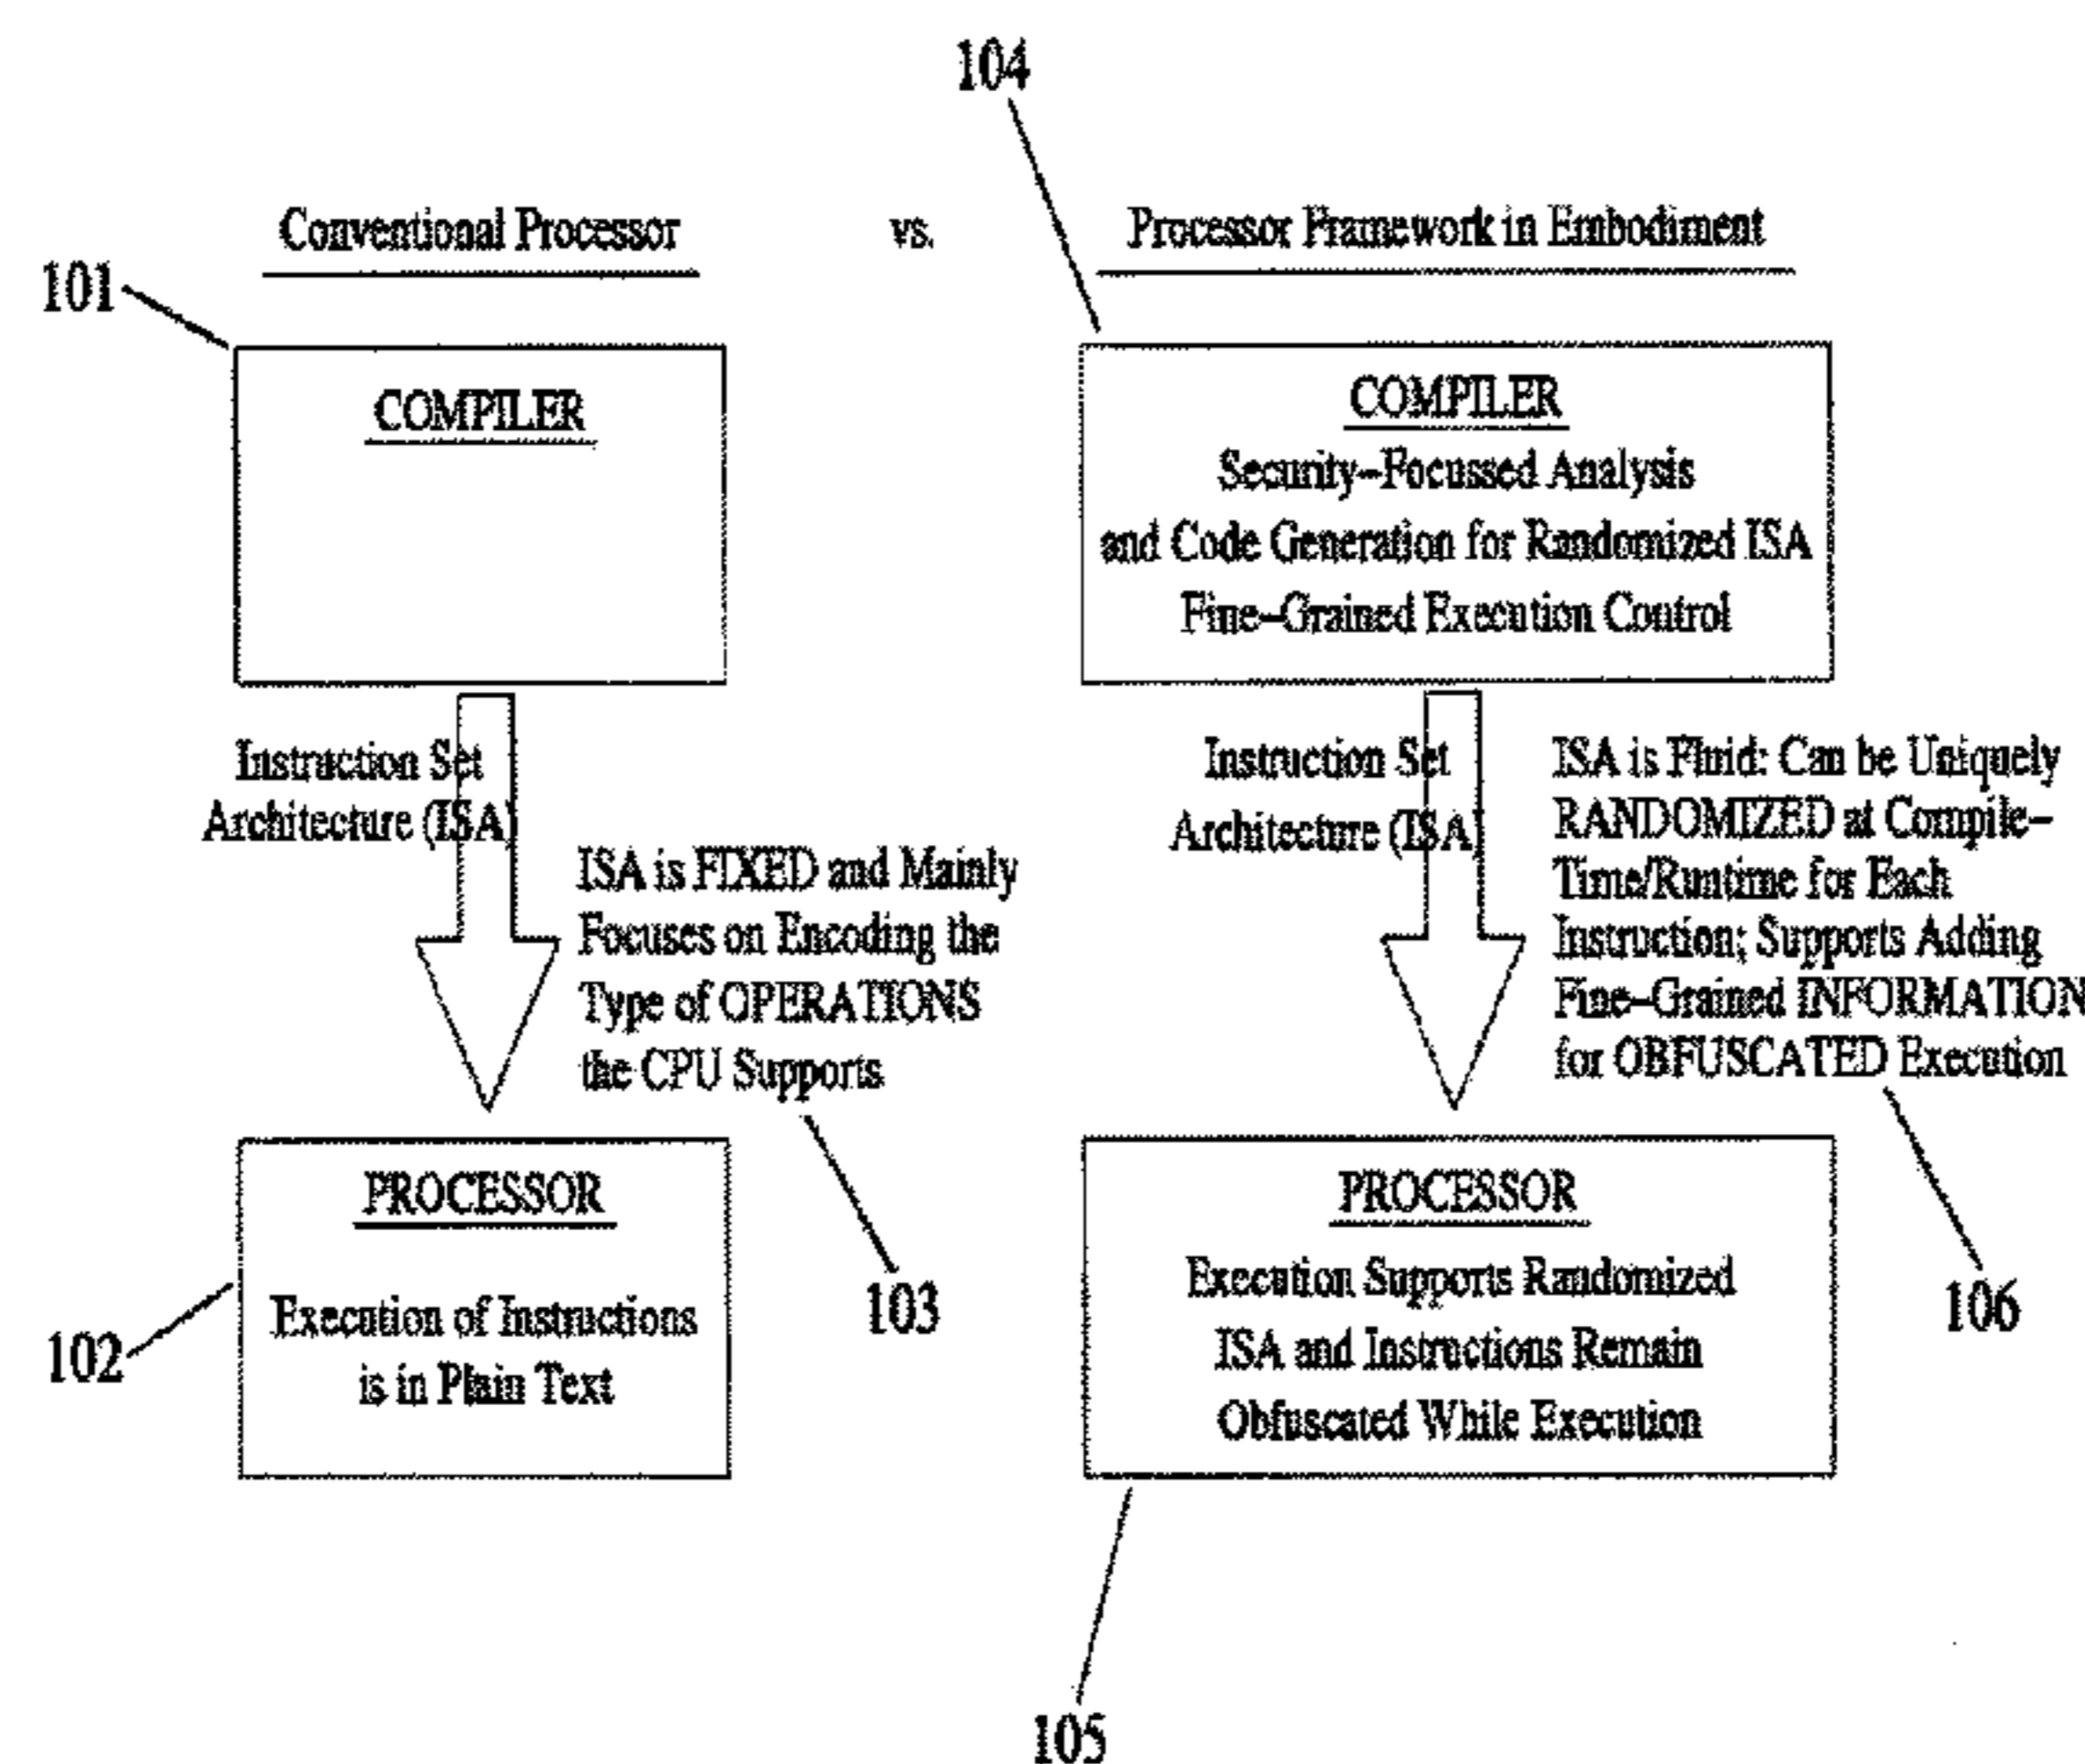 104
Conventional Processor vs. Processor Framework in Embodiment
101
COMPILER
COMPILER
Security-Focussed Analysis
and Code Generation for Randomized ISA
Fine-Grained Execution Control
Instruction Set
Architecture (ISA)
ISA is FIXED and Mainly
Focuses on Encoding the
Type of OPERATIONS
the CPU Supports
Instruction Set
Architecture (ISA)
ISA is Fluid: Can be Uniquely
RANDOMIZED at Compile-
Time/Runtime for Each
Instruction; Supports Adding
Fine-Grained INFORMATION
for OBFUSCATED Execution
PROCESSOR
Execution of Instructions
is in Plain Text
102
103
PROCESSOR
Execution Supports Randomized
ISA and Instructions Remain
Obfuscated While Execution
106
105